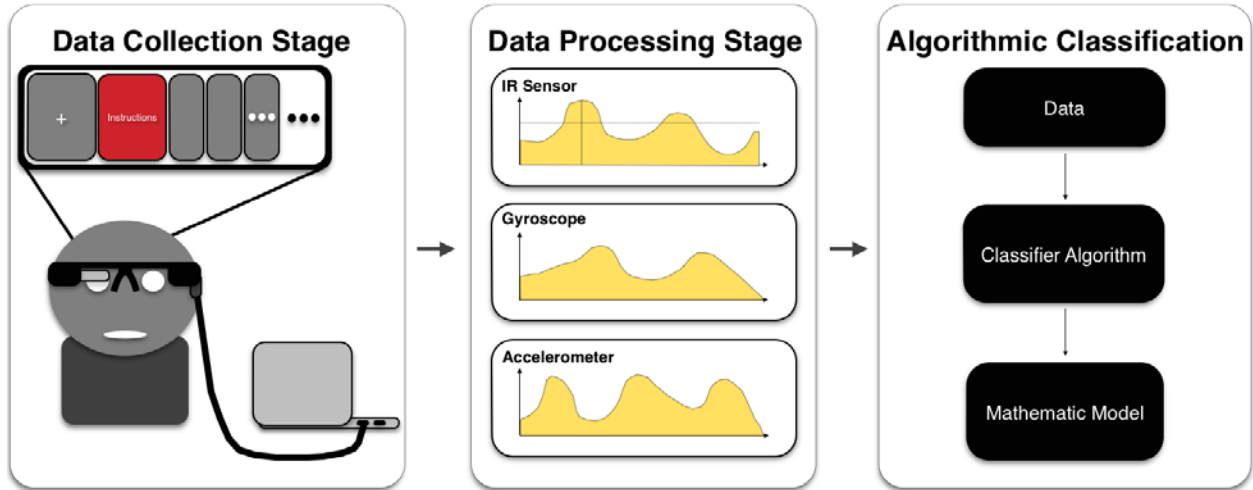 Data Collection Stage
+
Instructions
Data Processing Stage
IR Sensor
Gyroscope
Accelerometer
Algorithmic Classification
Data
Classifier Algorithm
Mathematic Model